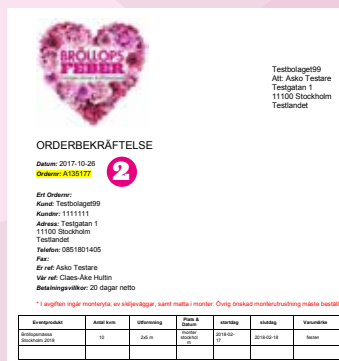 BRÖLLOPS
FEBER
Testbolaget99
Att: Asko Testare
Testgatan 1
11100 Stockholm
Testlandet
ORDERBEKRÄFTELSE
Datum: 2017-10-26
Ordernr: A135177
2
Ert Ordernr:
Kund: Testbolaget99
Kundnr: 1111111
Adress: Testgatan 1
11100 Stockholm
Testlandet
Telefon: 0851801405
Fax:
Er ref: Asko Testare
Vår ref: Claes-Åke Hultin
Betalningsvillkor: 20 dagar netto
* I avgiften ingår monteryta, ev skiljeväggar, samt matta i monter. Övrig önskad monterutrustning måste beställ
Eventprodukt Antal kvm Utformning Plats & Datum startdag slutdag Varumärke
Bröllopsmässa Stockholm 2018 10 2x5 m monter stockholm 2018-02-17 2018-02-18 Tester